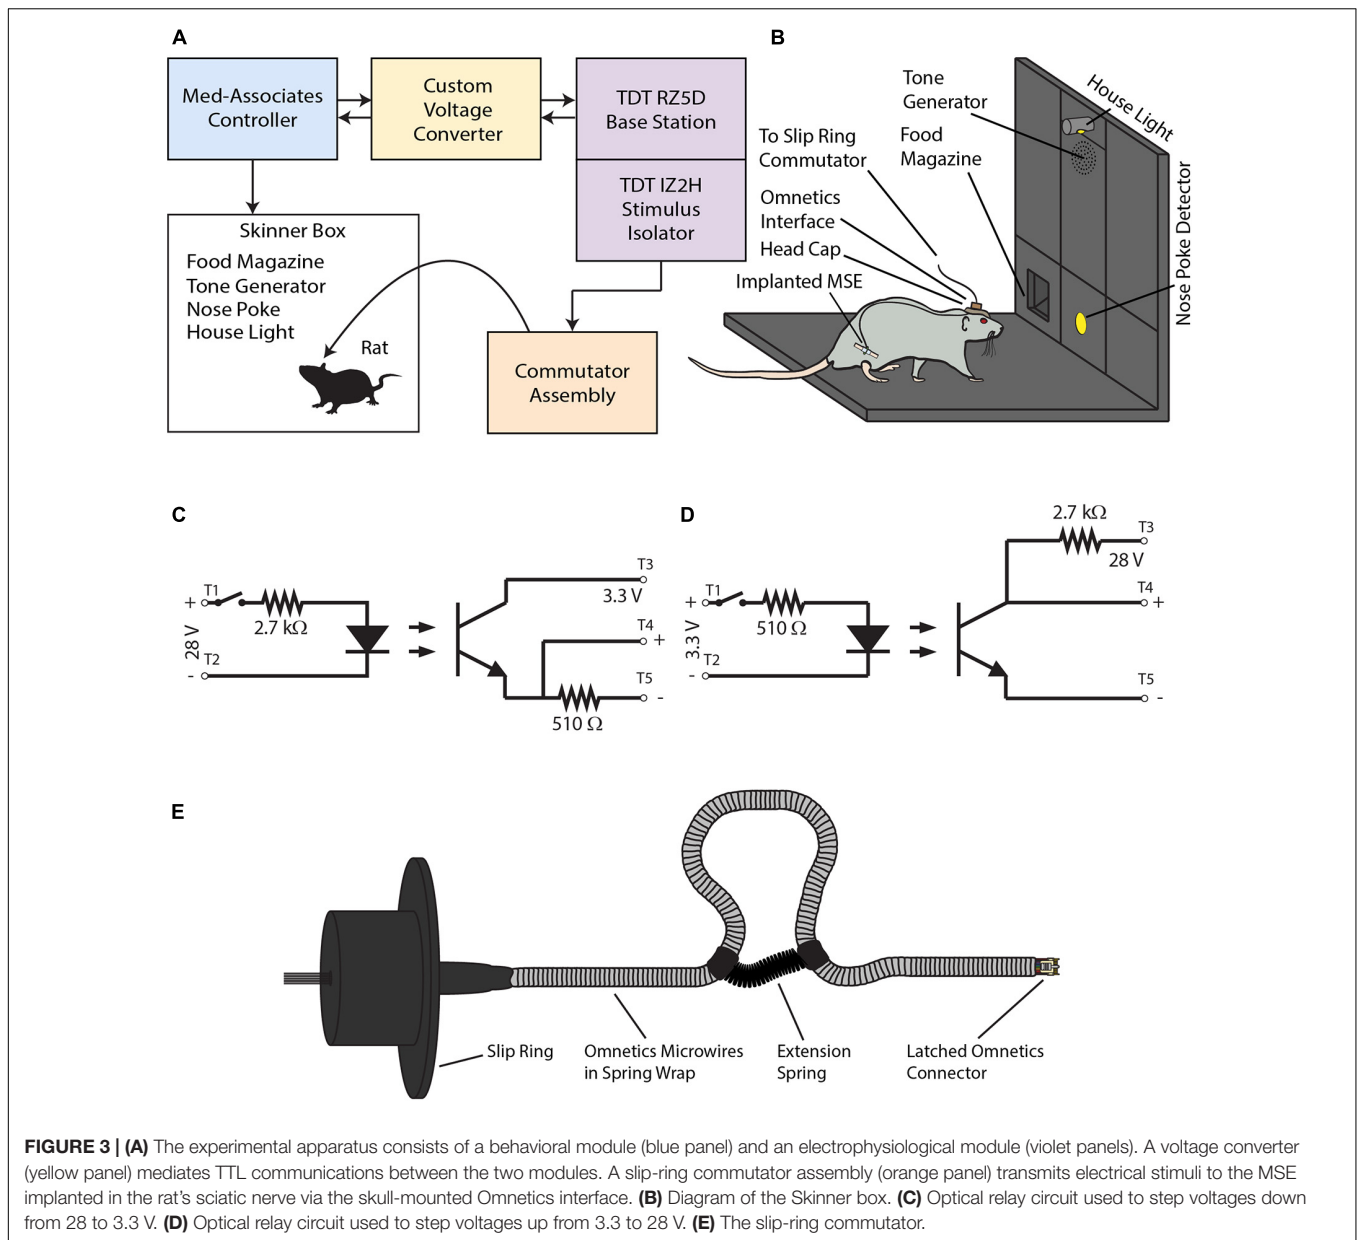 A
Med-Associates
Controller
Custom
Voltage
Converter
TDT RZ5D
Base Station
TDT IZ2H
Stimulus
Isolator
Skinner Box
Food Magazine
Tone Generator
Nose Poke
House Light
Rat
Commutator
Assembly
B
Tone
Generator
House Light
Food
Magazine
To Slip Ring
Commutator
Omnetics
Interface
Head Cap
Implanted MSE
Nose Poke Detector
C
T1
+
28 V
2.7 kΩ
T2
-
T3
3.3 V
T4
+
T5
-
510 Ω
D
T1
+
3.3 V
510 Ω
T2
-
2.7 kΩ
T3
28 V
T4
+
T5
-
E
Slip Ring
Omnetics Microwires
in Spring Wrap
Extension
Spring
Latched Omnetics
Connector
FIGURE 3 | (A) The experimental apparatus consists of a behavioral module (blue panel) and an electrophysiological module (violet panels). A voltage converter
(yellow panel) mediates TTL communications between the two modules. A slip-ring commutator assembly (orange panel) transmits electrical stimuli to the MSE
implanted in the rat's sciatic nerve via the skull-mounted Omnetics interface. (B) Diagram of the Skinner box. (C) Optical relay circuit used to step voltages down
from 28 to 3.3 V. (D) Optical relay circuit used to step voltages up from 3.3 to 28 V. (E) The slip-ring commutator.